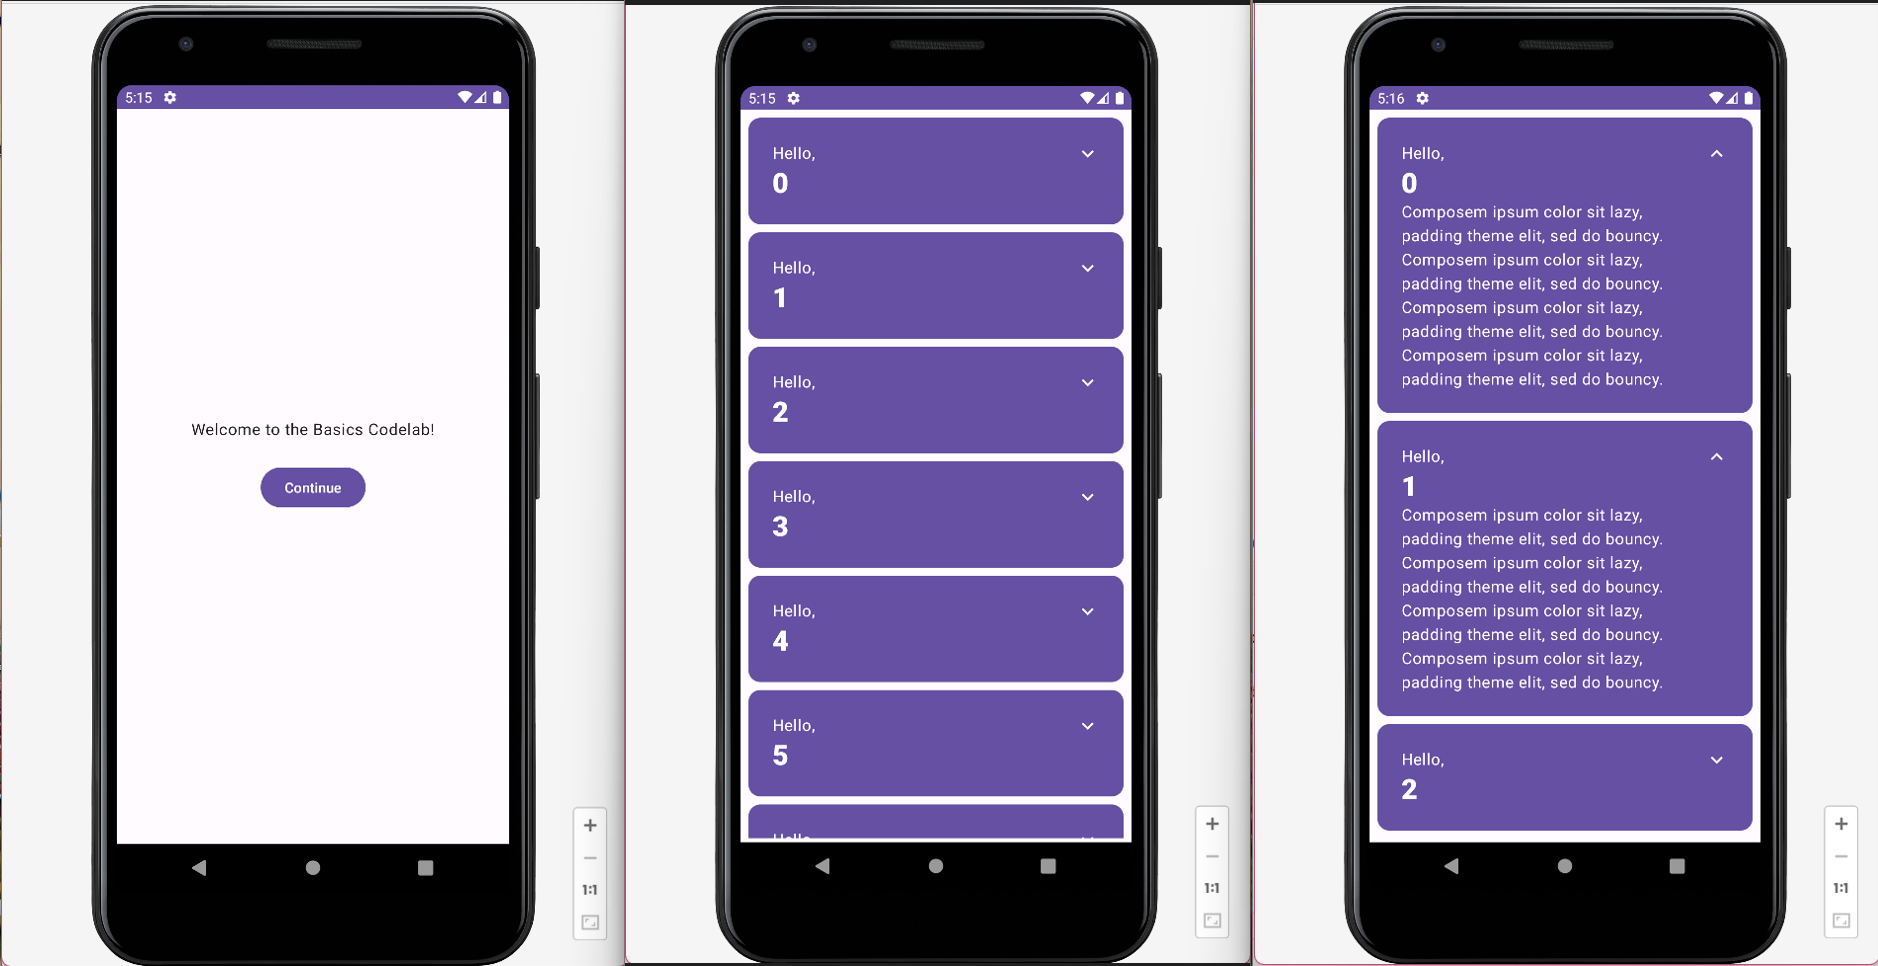 5:15
Welcome to the Basics Codelab!
Continue
+
−
1:1
5:15
Hello,
0
Hello,
1
Hello,
2
Hello,
3
Hello,
4
Hello,
5
Hello,
+
−
1:1
5:16
Hello,
0
Composem ipsum color sit lazy,
padding theme elit, sed do bouncy.
Composem ipsum color sit lazy,
padding theme elit, sed do bouncy.
Composem ipsum color sit lazy,
padding theme elit, sed do bouncy.
Composem ipsum color sit lazy,
padding theme elit, sed do bouncy.
Hello,
1
Composem ipsum color sit lazy,
padding theme elit, sed do bouncy.
Composem ipsum color sit lazy,
padding theme elit, sed do bouncy.
Composem ipsum color sit lazy,
padding theme elit, sed do bouncy.
Composem ipsum color sit lazy,
padding theme elit, sed do bouncy.
Hello,
2
+
−
1:1